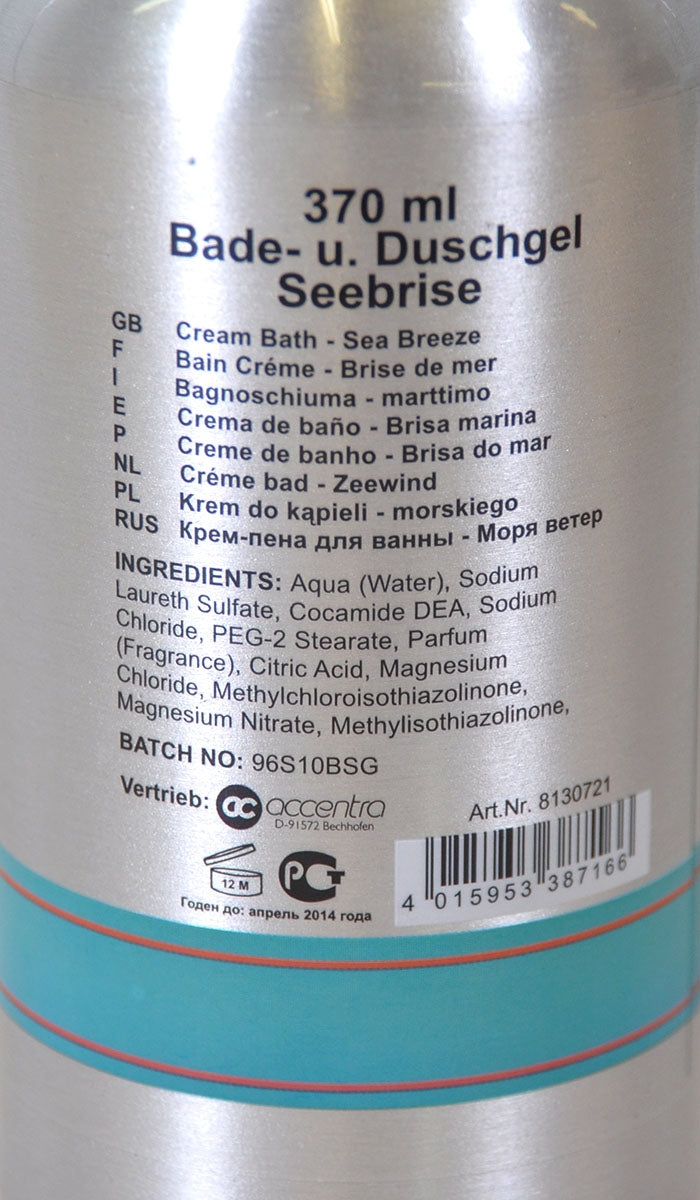 370 ml
Bade- u. Duschgel
Seebrise
GB Cream Bath - Sea Breeze
F Bain Créme - Brise de mer
I Bagnoschiuma - marttimo
E Crema de baño - Brisa marina
P Creme de banho - Brisa do mar
NL Créme bad - Zeewind
PL Krem do kąpieli - morskiego
RUS Крем-пена для ванны - Моря ветер
INGREDIENTS: Aqua (Water), Sodium
Laureth Sulfate, Cocamide DEA, Sodium
Chloride, PEG-2 Stearate, Parfum
(Fragrance), Citric Acid, Magnesium
Chloride, Methylchloroisothiazolinone,
Magnesium Nitrate, Methylisothiazolinone,
BATCH NO: 96S10BSG
Vertrieb: ac accentra
D-91572 Bechhofen
Art.Nr. 8130721
12 M
РСТ
Годен до: апрель 2014 года
4 015953 387166